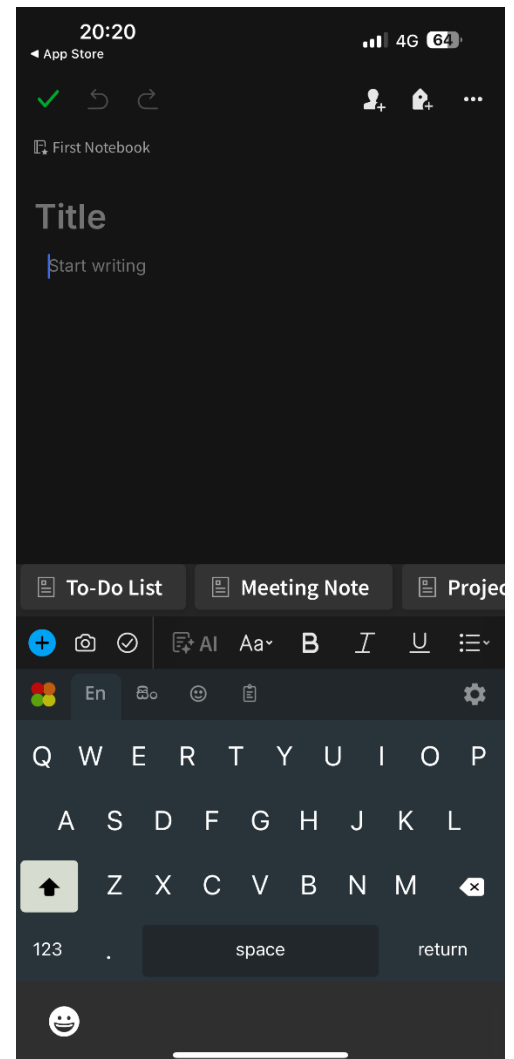 20:20
4G 64
◀ App Store
First Notebook
Title
Start writing
To-Do List Meeting Note Projec
AI Aa B I U
En සිං
Q W E R T Y U I O P
A S D F G H J K L
Z X C V B N M
123 . space return